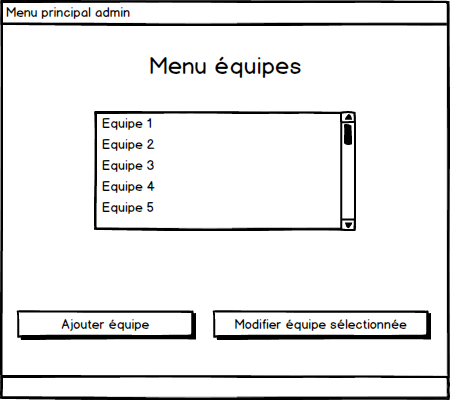 Menu principal admin
Menu équipes
Equipe 1
Equipe 2
Equipe 3
Equipe 4
Equipe 5
Ajouter équipe
Modifier équipe sélectionnée